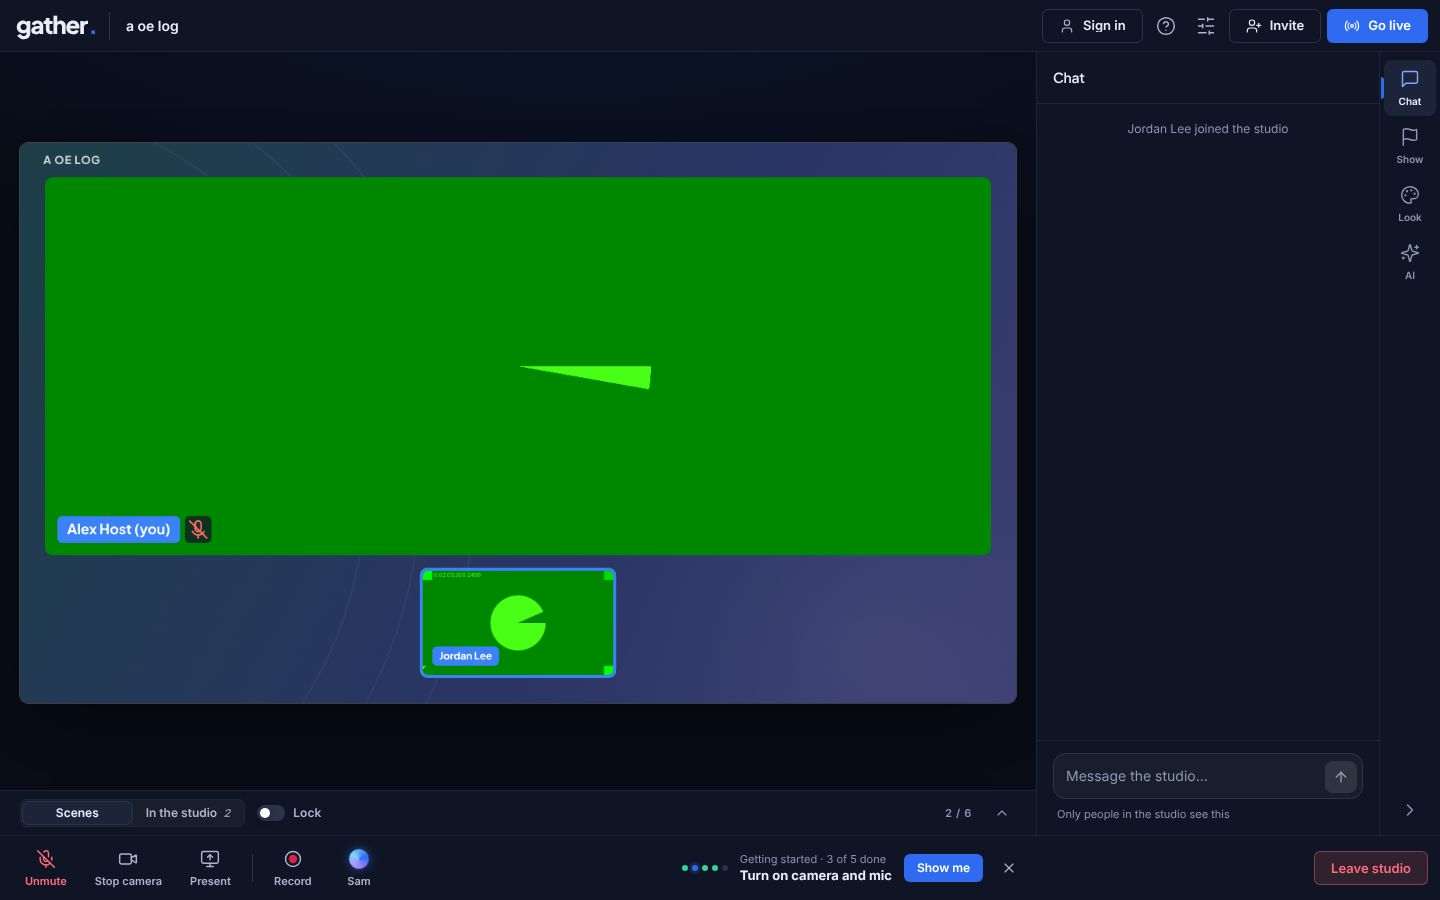 gather.
a oe log
Sign in
Invite
Go live
Chat
Jordan Lee joined the studio
Chat
Show
Look
AI
A OE LOG
Alex Host (you)
Jordan Lee
Message the studio...
Only people in the studio see this
Scenes
In the studio 2
Lock
2 / 6
Unmute
Stop camera
Present
Record
Sam
Getting started · 3 of 5 done
Turn on camera and mic
Show me
Leave studio